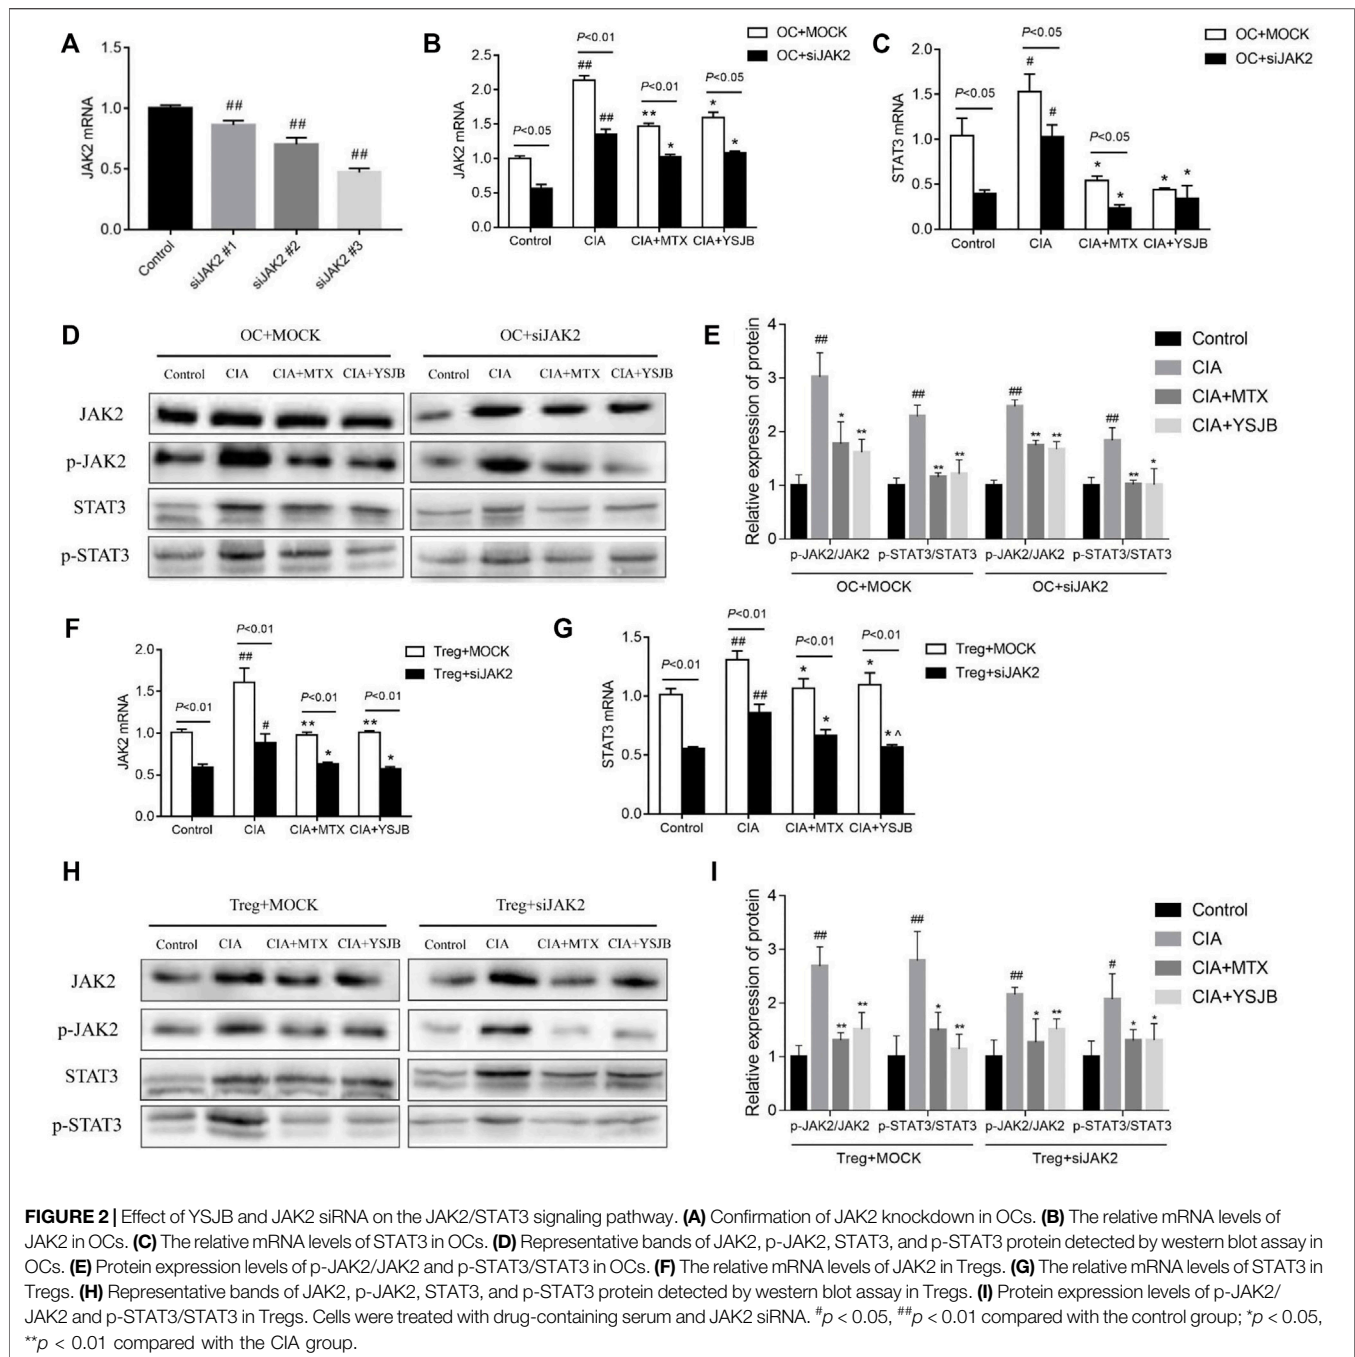 A
JAK2 mRNA
1.5
1.0
0.5
0.0
##
##
##
Control
siJAK2 #1
siJAK2 #2
siJAK2 #3
B
OC+MOCK
OC+siJAK2
JAK2 mRNA
2.5
2.0
1.5
1.0
0.5
0.0
P<0.05
P<0.01
P<0.01
P<0.05
##
##
**
*
*
*
Control CIA CIA+MTX CIA+YSJB
C
OC+MOCK
OC+siJAK2
STAT3 mRNA
2.0
1.5
1.0
0.5
0.0
P<0.05
P<0.05
P<0.05
#
#
*
*
*
*
Control CIA CIA+MTX CIA+YSJB
D
OC+MOCK OC+siJAK2
Control CIA CIA+MTX CIA+YSJB Control CIA CIA+MTX CIA+YSJB
JAK2
p-JAK2
STAT3
p-STAT3
E
Relative expression of protein
4
3
2
1
0
## * ** ## ** ** ## ** ** ## ** *
p-JAK2/JAK2 p-STAT3/STAT3 p-JAK2/JAK2 p-STAT3/STAT3
OC+MOCK OC+siJAK2
Control
CIA
CIA+MTX
CIA+YSJB
F
Treg+MOCK
Treg+siJAK2
JAK2 mRNA
2.0
1.5
1.0
0.5
0.0
P<0.01
P<0.01
P<0.01
P<0.01
##
#
**
*
**
*
Control CIA CIA+MTX CIA+YSJB
G
Treg+MOCK
Treg+siJAK2
STAT3 mRNA
1.5
1.0
0.5
0.0
P<0.01
P<0.01
P<0.01
P<0.01
##
##
*
*
*
* ^
Control CIA CIA+MTX CIA+YSJB
H
Treg+MOCK Treg+siJAK2
Control CIA CIA+MTX CIA+YSJB Control CIA CIA+MTX CIA+YSJB
JAK2
p-JAK2
STAT3
p-STAT3
I
Relative expression of protein
4
3
2
1
0
## ** ** ## * ** ## * ** # * *
p-JAK2/JAK2 p-STAT3/STAT3 p-JAK2/JAK2 p-STAT3/STAT3
Treg+MOCK Treg+siJAK2
Control
CIA
CIA+MTX
CIA+YSJB
FIGURE 2 | Effect of YSJB and JAK2 siRNA on the JAK2/STAT3 signaling pathway. (A) Confirmation of JAK2 knockdown in OCs. (B) The relative mRNA levels of
JAK2 in OCs. (C) The relative mRNA levels of STAT3 in OCs. (D) Representative bands of JAK2, p-JAK2, STAT3, and p-STAT3 protein detected by western blot assay in
OCs. (E) Protein expression levels of p-JAK2/JAK2 and p-STAT3/STAT3 in OCs. (F) The relative mRNA levels of JAK2 in Tregs. (G) The relative mRNA levels of STAT3 in
Tregs. (H) Representative bands of JAK2, p-JAK2, STAT3, and p-STAT3 protein detected by western blot assay in Tregs. (I) Protein expression levels of p-JAK2/
JAK2 and p-STAT3/STAT3 in Tregs. Cells were treated with drug-containing serum and JAK2 siRNA. #p < 0.05, ##p < 0.01 compared with the control group; *p < 0.05,
**p < 0.01 compared with the CIA group.